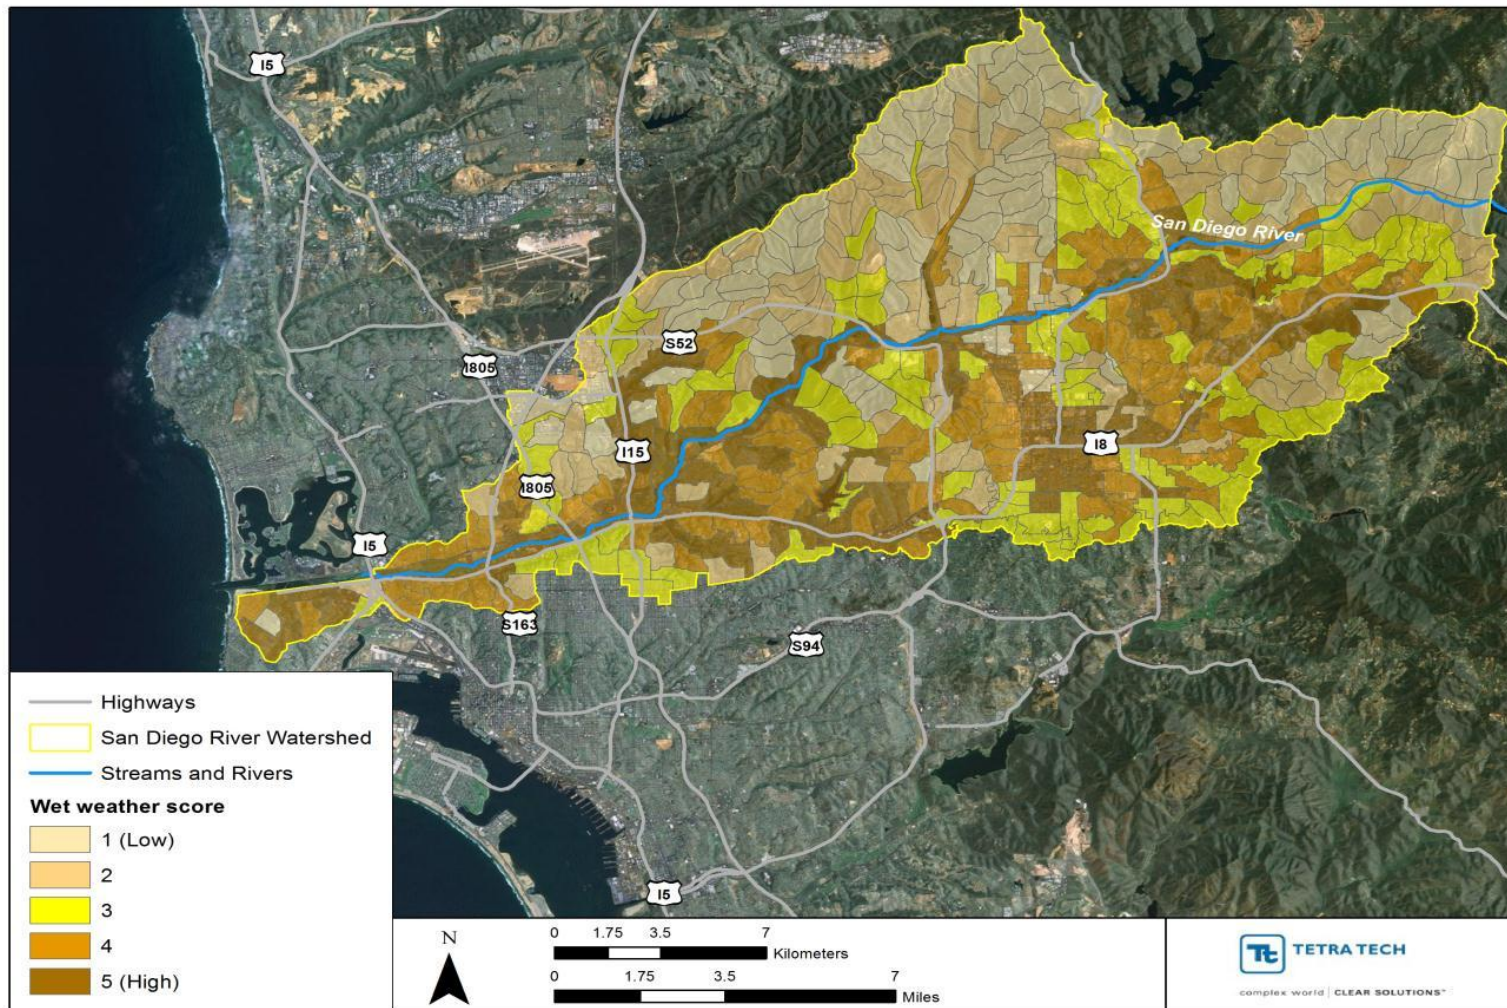 I5
San Diego River
S52
I805
I15
I8
I805
I5
S163
S94
I5
Highways
San Diego River Watershed
Streams and Rivers
Wet weather score
1 (Low)
2
3
4
5 (High)
N
0 1.75 3.5 7
Kilometers
0 1.75 3.5 7
Miles
Tt TETRA TECH
complex world | CLEAR SOLUTIONS™